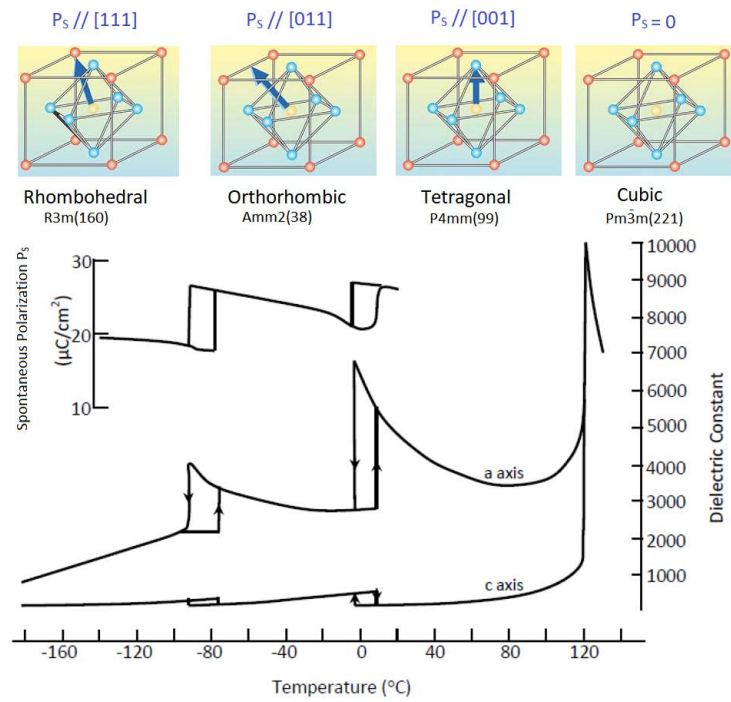 Ps // [111]
Ps // [011]
Ps // [001]
Ps = 0
Rhombohedral
R3m(160)
Orthorhombic
Amm2(38)
Tetragonal
P4mm(99)
Cubic
Pm3̄m(221)
Spontaneous Polarization Ps
(μC/cm²)
30
20
10
10000
9000
8000
7000
6000
5000
4000
3000
2000
1000
Dielectric Constant
a axis
c axis
-160 -120 -80 -40 0 40 80 120
Temperature (°C)